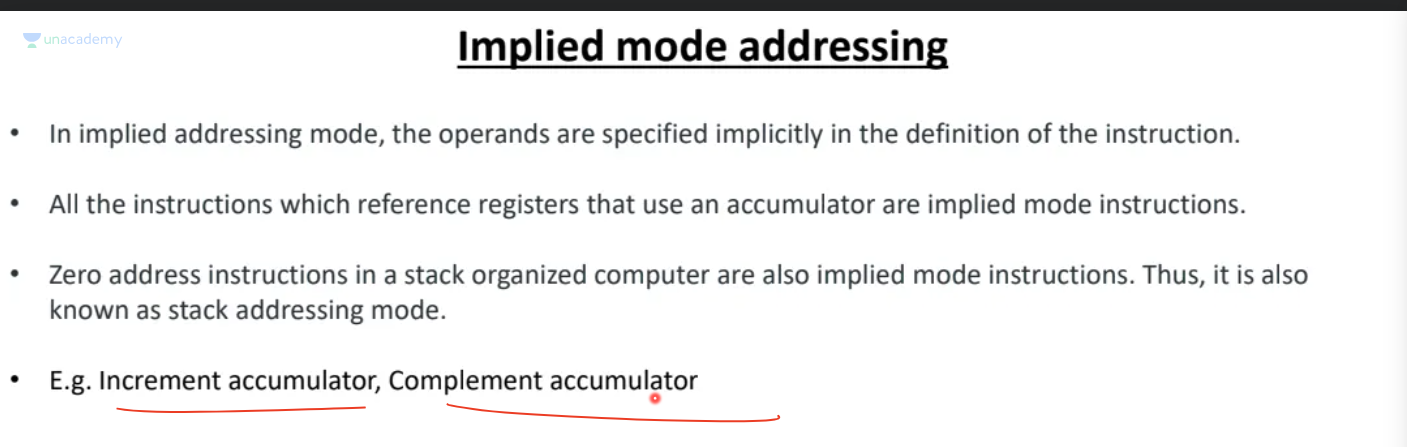 unacademy
Implied mode addressing
• In implied addressing mode, the operands are specified implicitly in the definition of the instruction.
• All the instructions which reference registers that use an accumulator are implied mode instructions.
• Zero address instructions in a stack organized computer are also implied mode instructions. Thus, it is also
known as stack addressing mode.
• E.g. Increment accumulator, Complement accumulator